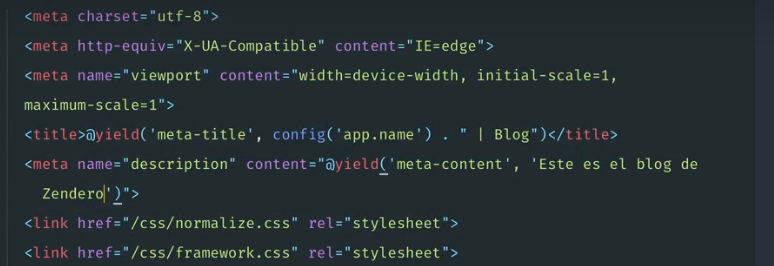 <meta charset="utf-8">
<meta http-equiv="X-UA-Compatible" content="IE=edge">
<meta name="viewport" content="width=device-width, initial-scale=1,
maximum-scale=1">
<title>@yield('meta-title', config('app.name') . " | Blog")</title>
<meta name="description" content="@yield('meta-content', 'Este es el blog de
Zendero')">
<link href="/css/normalize.css" rel="stylesheet">
<link href="/css/framework.css" rel="stylesheet">